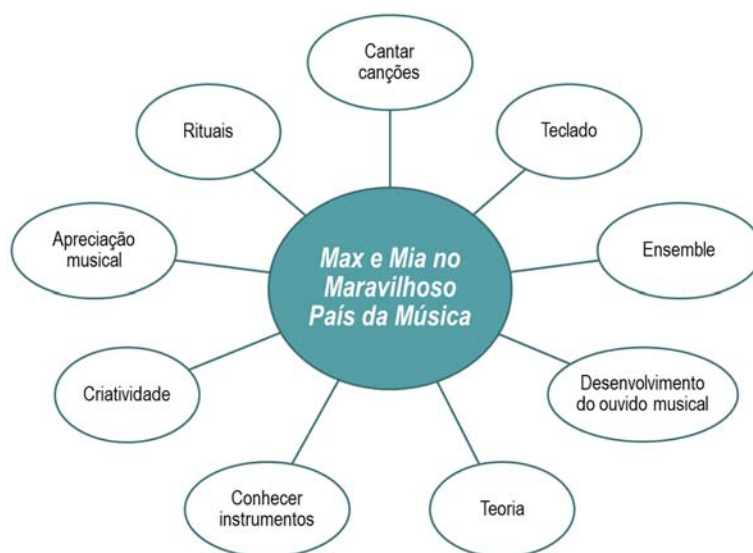 Cantar
canções
Rituais
Teclado
Apreciação
musical
Max e Mia no
Maravilhoso
País da Música
Ensemble
Criatividade
Desenvolvimento
do ouvido musical
Conhecer
instrumentos
Teoria